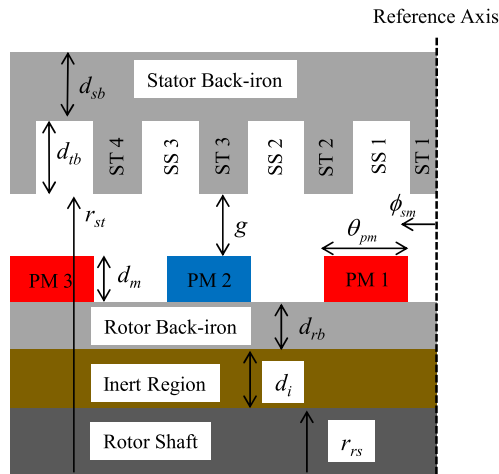 Reference Axis
Stator Back-iron
d_sb
d_tb
ST 4
SS 3
ST 3
SS 2
ST 2
SS 1
ST 1
r_st
g
ϕ_sm
θ_pm
PM 3
d_m
PM 2
PM 1
Rotor Back-iron
d_rb
Inert Region
d_i
Rotor Shaft
r_rs